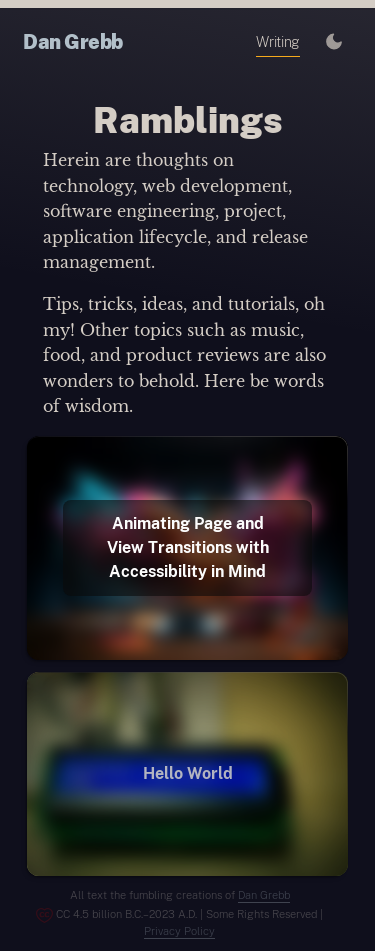 Dan Grebb
Writing
Ramblings
Herein are thoughts on
technology, web development,
software engineering, project,
application lifecycle, and release
management.
Tips, tricks, ideas, and tutorials, oh
my! Other topics such as music,
food, and product reviews are also
wonders to behold. Here be words
of wisdom.
Animating Page and
View Transitions with
Accessibility in Mind
Hello World
All text the fumbling creations of Dan Grebb
CC 4.5 billion B.C.–2023 A.D. | Some Rights Reserved |
Privacy Policy